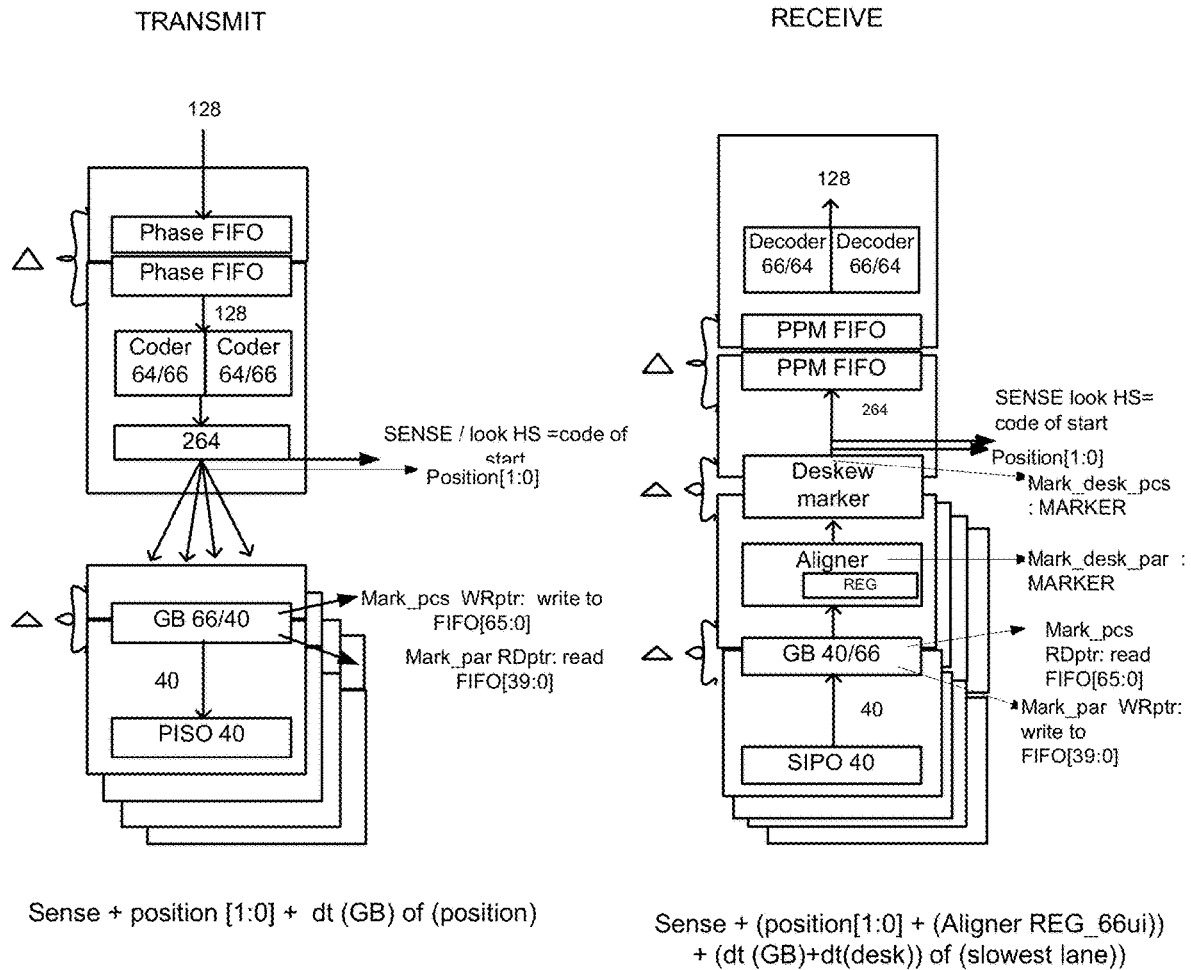 TRANSMIT
128
Phase FIFO
Phase FIFO
128
Coder
64/66
Coder
64/66
264
SENSE / look HS =code of
start
Position[1:0]
GB 66/40
Mark_pcs WRptr: write to
FIFO[65:0]
Mark_par RDptr: read
FIFO[39:0]
40
PISO 40
Sense + position [1:0] + dt (GB) of (position)
RECEIVE
128
Decoder
66/64
Decoder
66/64
PPM FIFO
PPM FIFO
264
SENSE look HS=
code of start
Position[1:0]
Deskew
marker
Mark_desk_pcs
: MARKER
Aligner
REG
Mark_desk_par :
MARKER
GB 40/66
Mark_pcs
RDptr: read
FIFO[65:0]
40
Mark_par WRptr:
write to
FIFO[39:0]
SIPO 40
Sense + (position[1:0] + (Aligner REG_66ui))
+ (dt (GB)+dt(desk)) of (slowest lane))